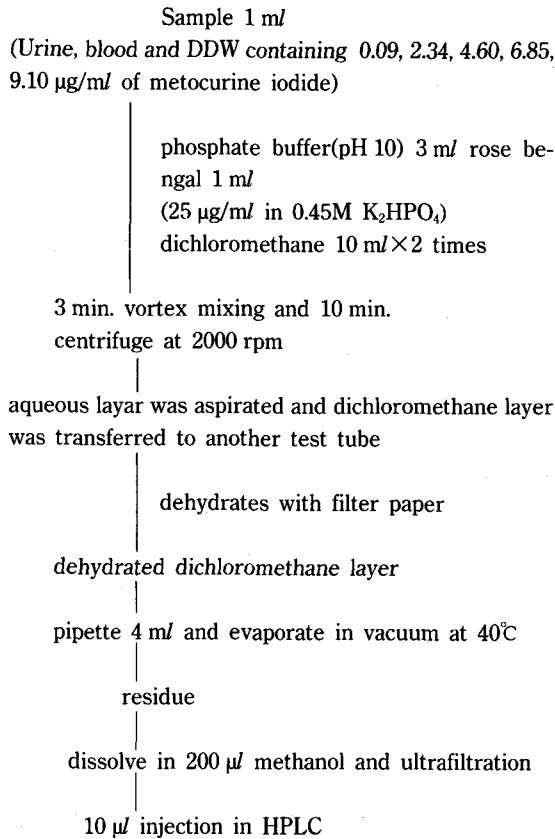 Sample 1 ml
(Urine, blood and DDW containing 0.09, 2.34, 4.60, 6.85,
9.10 μg/ml of metocurine iodide)
phosphate buffer(pH 10) 3 ml rose be-
ngal 1 ml
(25 μg/ml in 0.45M K₂HPO₄)
dichloromethane 10 ml×2 times
3 min. vortex mixing and 10 min.
centrifuge at 2000 rpm
aqueous layar was aspirated and dichloromethane layer
was transferred to another test tube
dehydrates with filter paper
dehydrated dichloromethane layer
pipette 4 ml and evaporate in vacuum at 40℃
residue
dissolve in 200 μl methanol and ultrafiltration
10 μl injection in HPLC